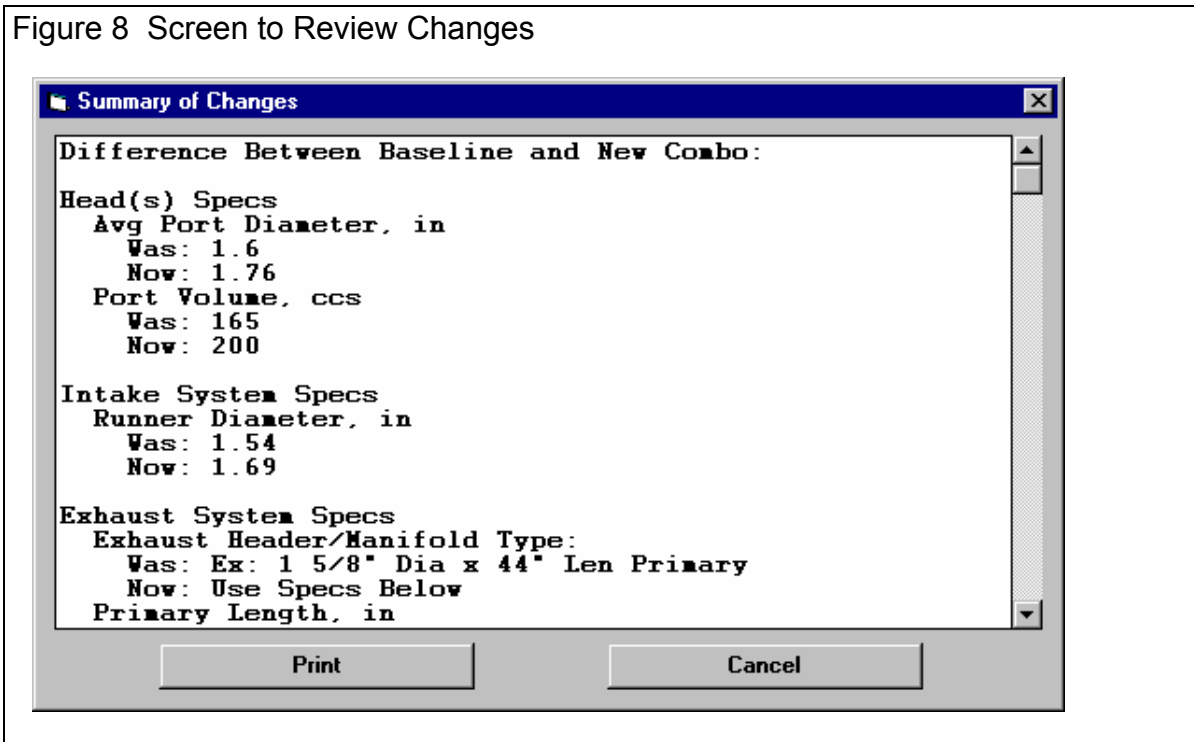 Figure 8  Screen to Review Changes
Summary of Changes
Difference Between Baseline and New Combo:
Head(s) Specs
Avg Port Diameter, in
Was: 1.6
Now: 1.76
Port Volume, ccs
Was: 165
Now: 200
Intake System Specs
Runner Diameter, in
Was: 1.54
Now: 1.69
Exhaust System Specs
Exhaust Header/Manifold Type:
Was: Ex: 1 5/8" Dia x 44" Len Primary
Now: Use Specs Below
Primary Length, in
Print
Cancel